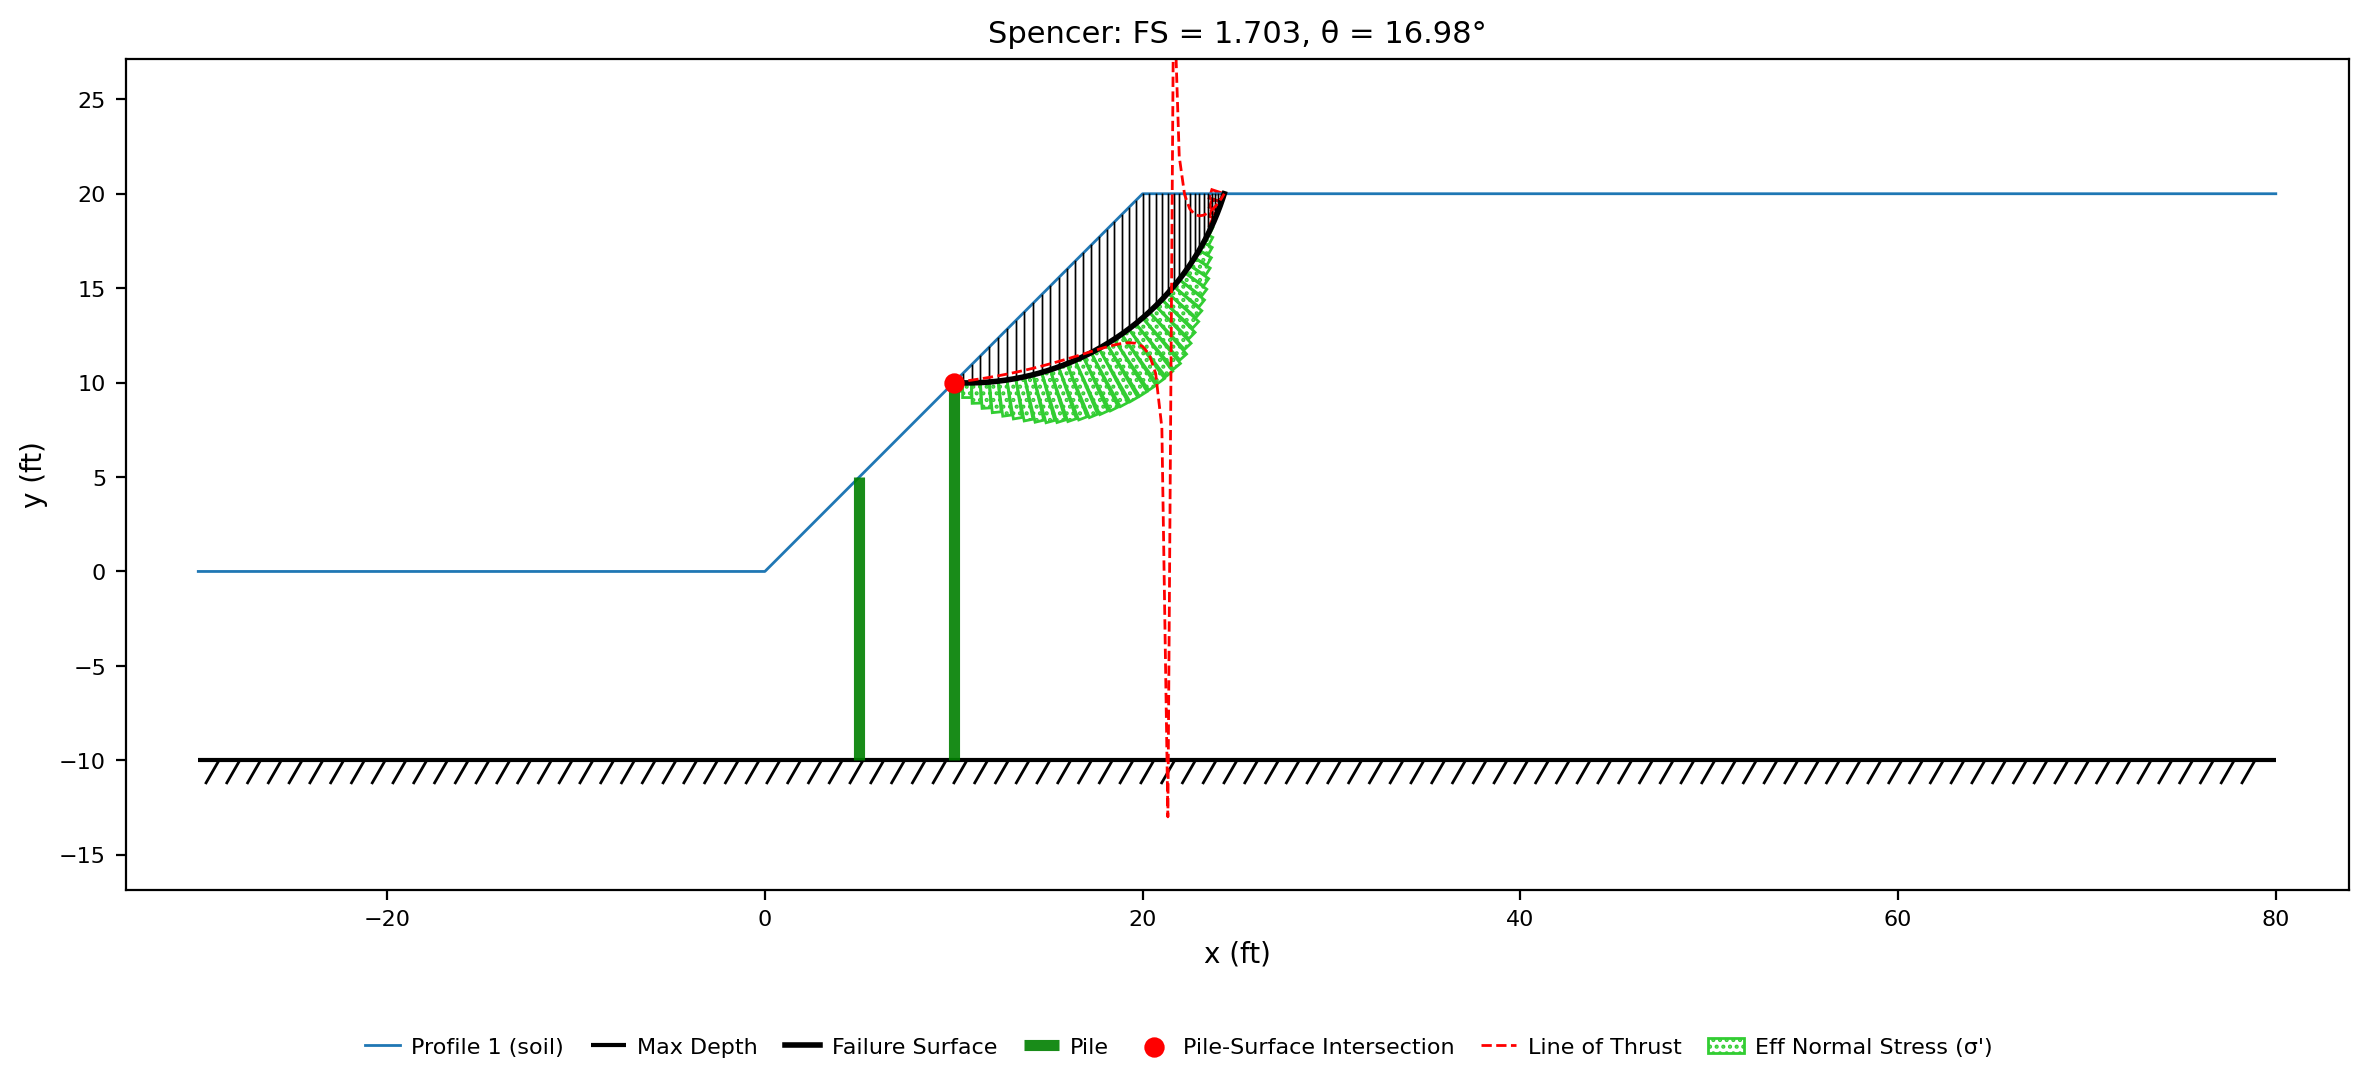 Spencer: FS = 1.703, θ = 16.98°
25
20
15
10
5
0
−5
−10
−15
y (ft)
−20
0
20
40
60
80
x (ft)
Profile 1 (soil)
Max Depth
Failure Surface
Pile
Pile-Surface Intersection
Line of Thrust
Eff Normal Stress (σ')